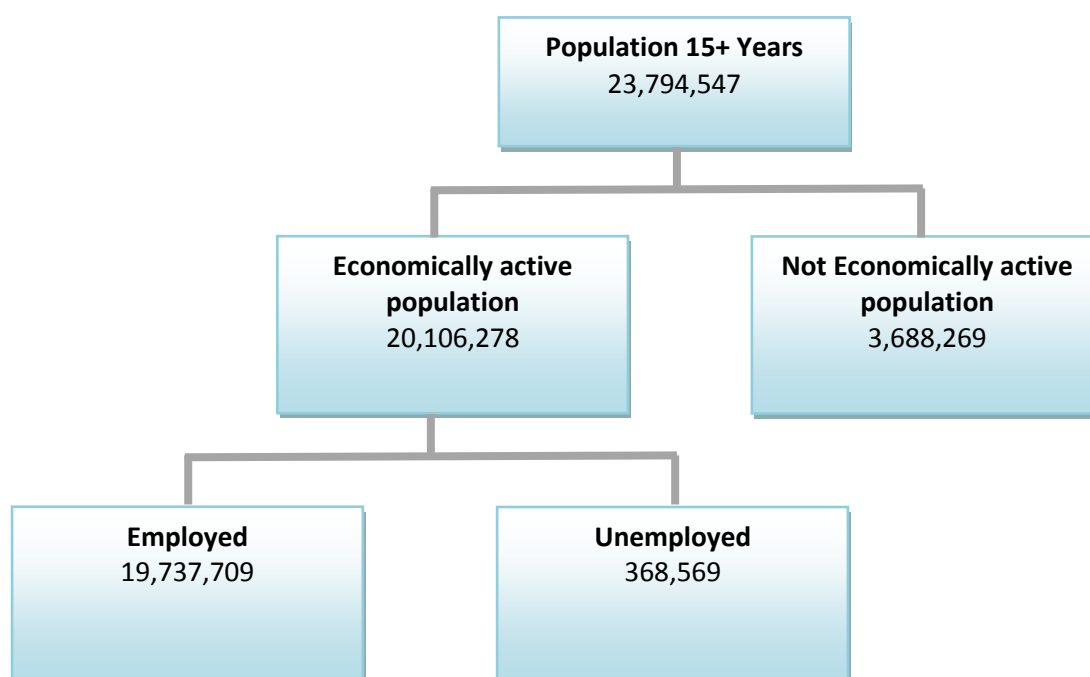 Population 15+ Years
23,794,547
Economically active
population
20,106,278
Not Economically active
population
3,688,269
Employed
19,737,709
Unemployed
368,569